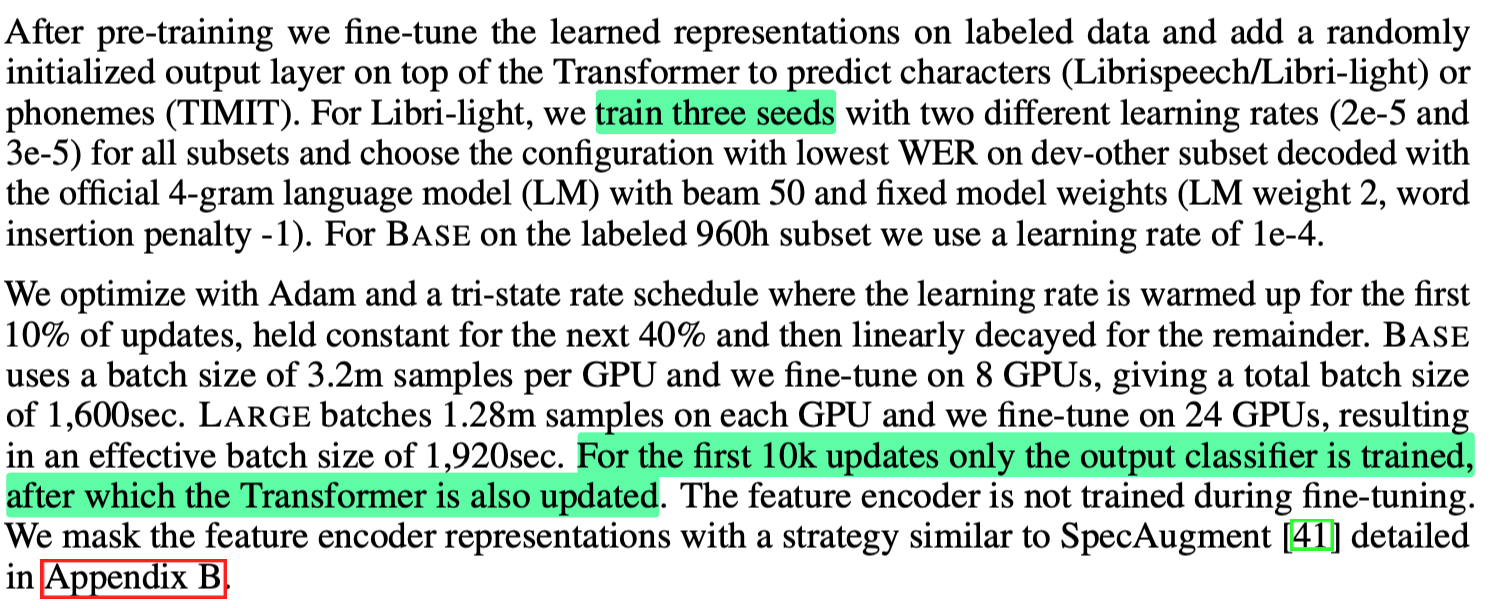 After pre-training we fine-tune the learned representations on labeled data and add a randomly
initialized output layer on top of the Transformer to predict characters (Librispeech/Libri-light) or
phonemes (TIMIT). For Libri-light, we train three seeds with two different learning rates (2e-5 and
3e-5) for all subsets and choose the configuration with lowest WER on dev-other subset decoded with
the official 4-gram language model (LM) with beam 50 and fixed model weights (LM weight 2, word
insertion penalty -1). For BASE on the labeled 960h subset we use a learning rate of 1e-4.
We optimize with Adam and a tri-state rate schedule where the learning rate is warmed up for the first
10% of updates, held constant for the next 40% and then linearly decayed for the remainder. BASE
uses a batch size of 3.2m samples per GPU and we fine-tune on 8 GPUs, giving a total batch size
of 1,600sec. LARGE batches 1.28m samples on each GPU and we fine-tune on 24 GPUs, resulting
in an effective batch size of 1,920sec. For the first 10k updates only the output classifier is trained,
after which the Transformer is also updated. The feature encoder is not trained during fine-tuning.
We mask the feature encoder representations with a strategy similar to SpecAugment [41] detailed
in Appendix B.